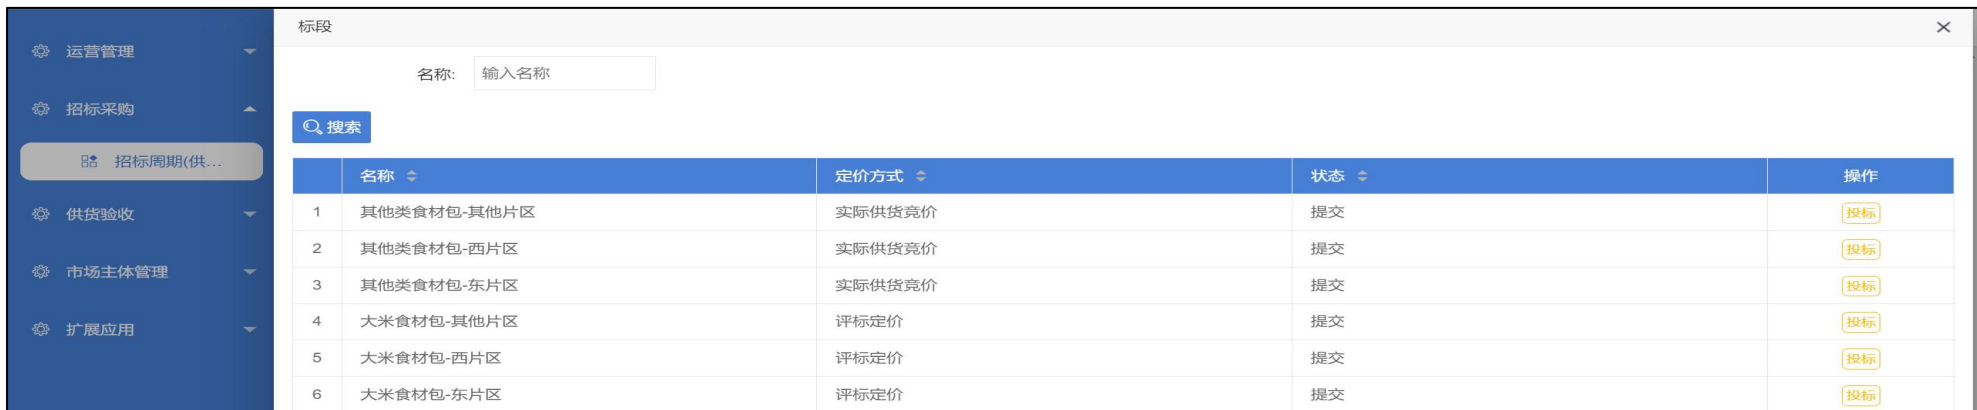 标段
运营管理
招标采购
招标周期(供...
供货验收
市场主体管理
扩展应用
名称: 输入名称
搜索
名称 定价方式 状态 操作
1 其他类食材包-其他片区 实际供货竞价 提交 投标
2 其他类食材包-西片区 实际供货竞价 提交 投标
3 其他类食材包-东片区 实际供货竞价 提交 投标
4 大米食材包-其他片区 评标定价 提交 投标
5 大米食材包-西片区 评标定价 提交 投标
6 大米食材包-东片区 评标定价 提交 投标